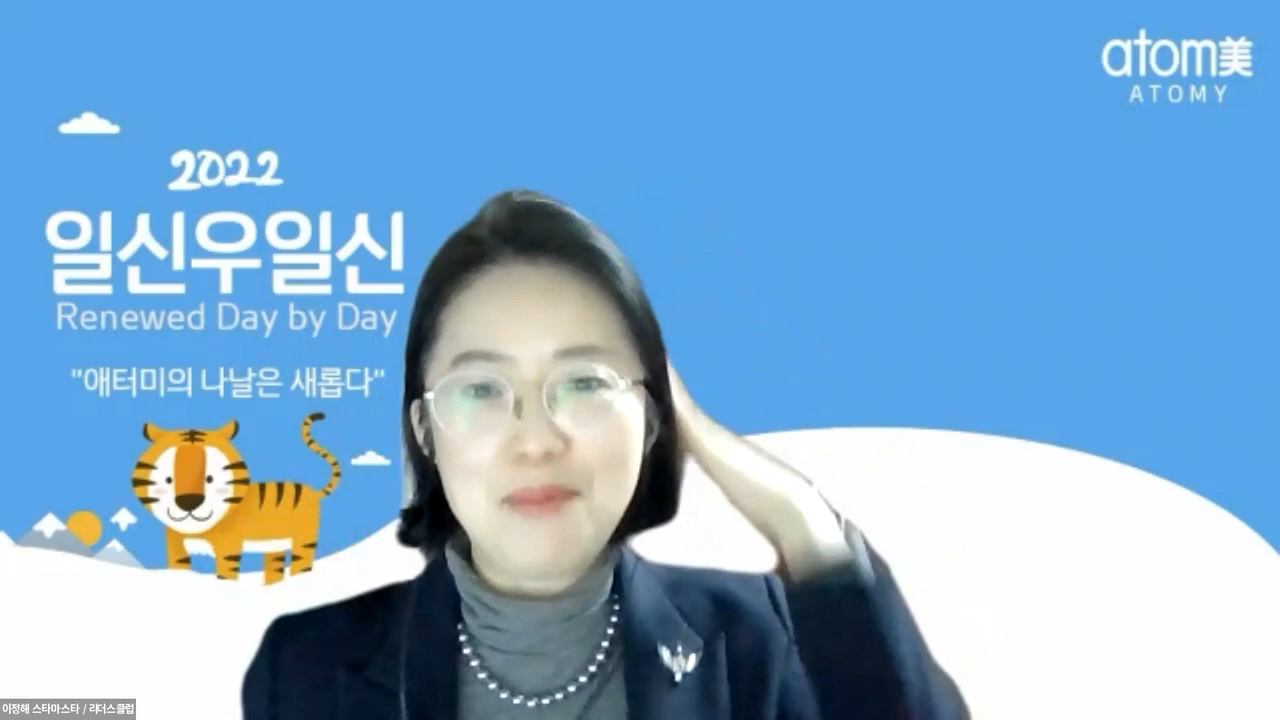 atom美
ATOMY
2022
일신우일신
Renewed Day by Day
"애터미의 나날은 새롭다"
이정해 스타마스타 / 리더스클럽